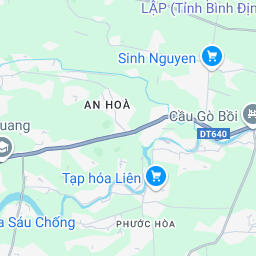 LẬP (Tỉnh Bình Địn
Sinh Nguyen
AN HOÀ
Cầu Gò Bồi
uang
DT640
Tạp hóa Liên
a Sáu Chống
PHƯỚC HÒA